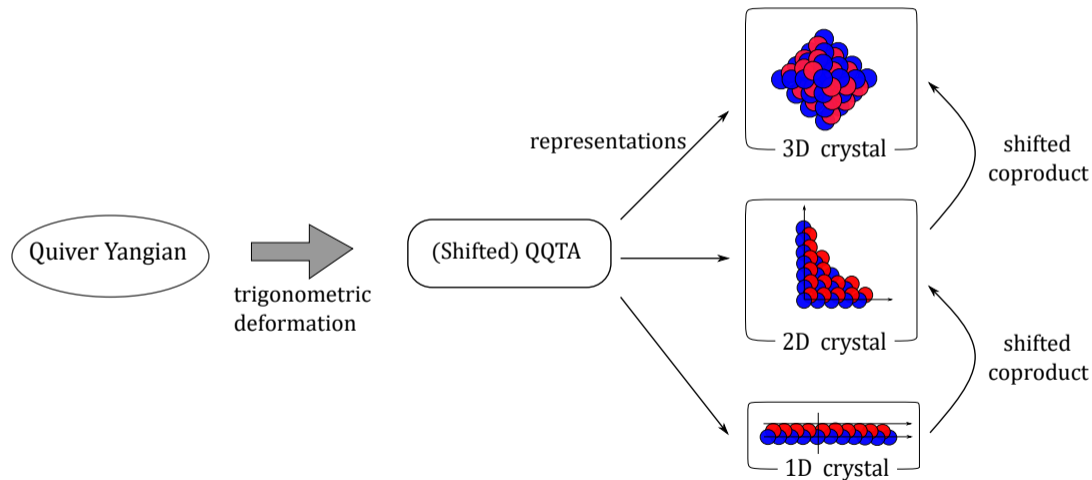 3D crystal
representations
shifted
coproduct
Quiver Yangian
trigonometric
deformation
(Shifted) QQTA
2D crystal
shifted
coproduct
1D crystal